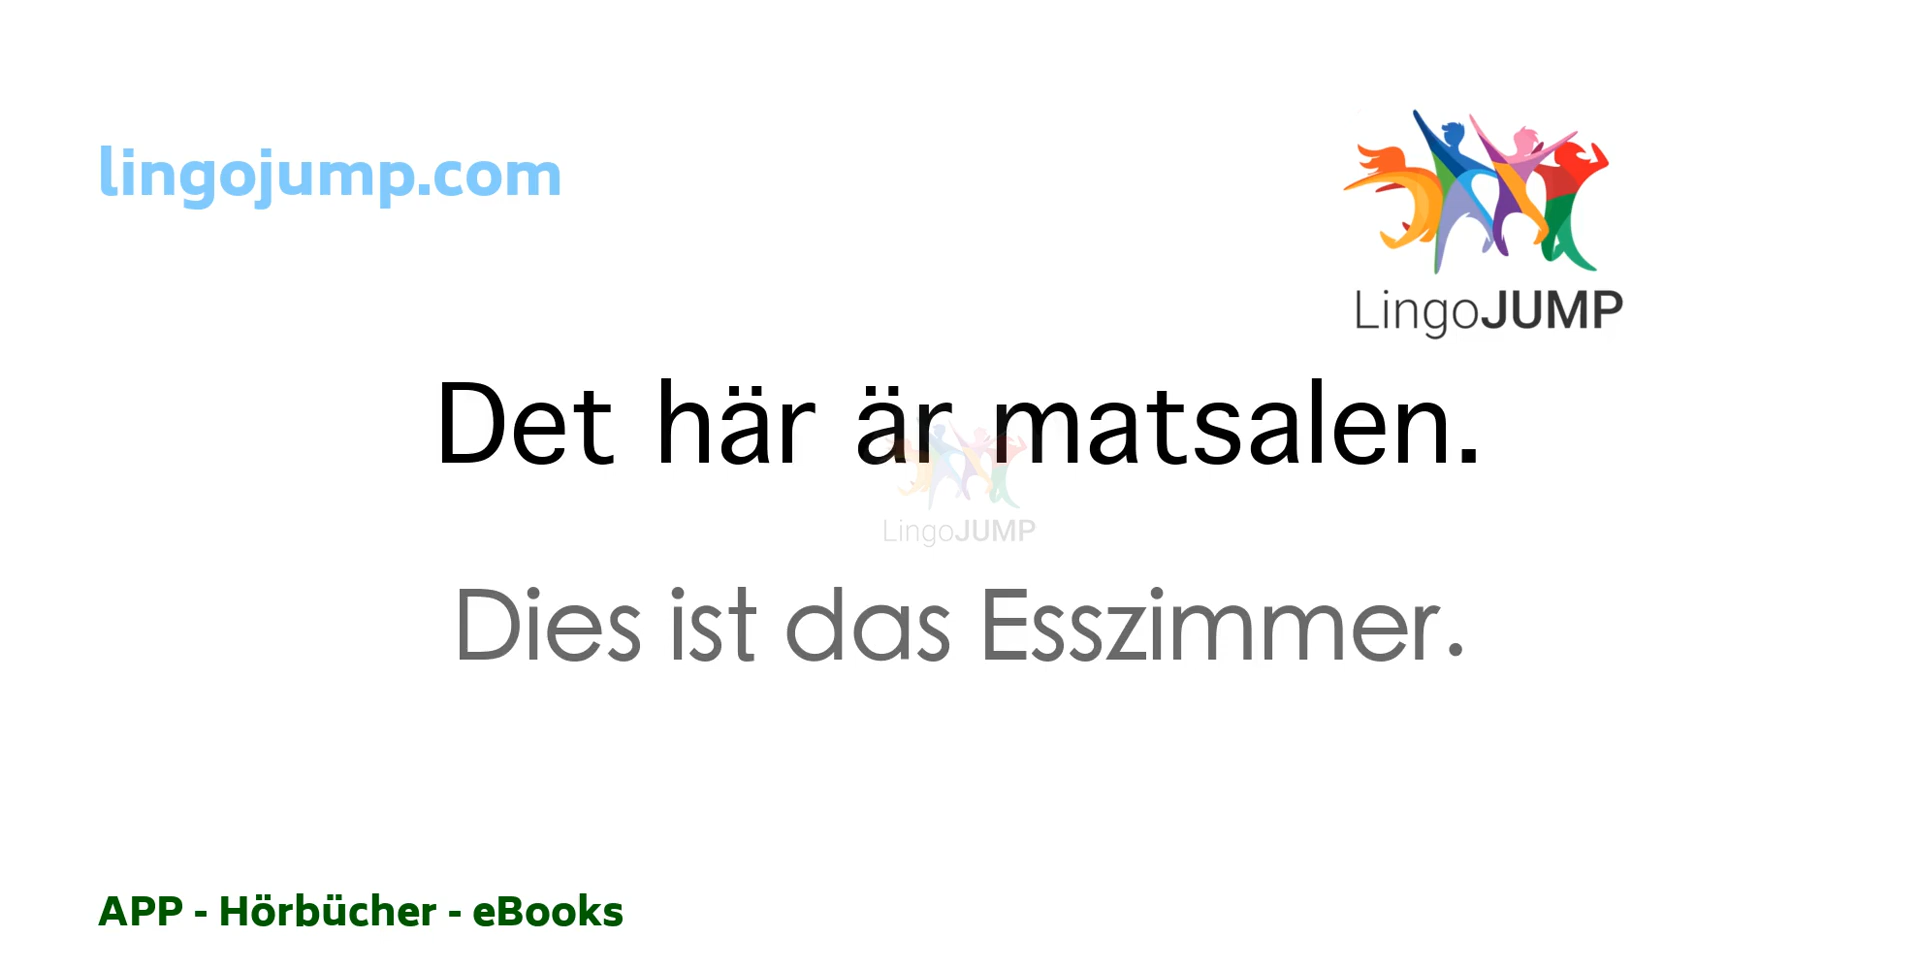 lingojump.com
LingoJUMP
Det här är matsalen.
LingoJUMP
Dies ist das Esszimmer.
APP - Hörbücher - eBooks